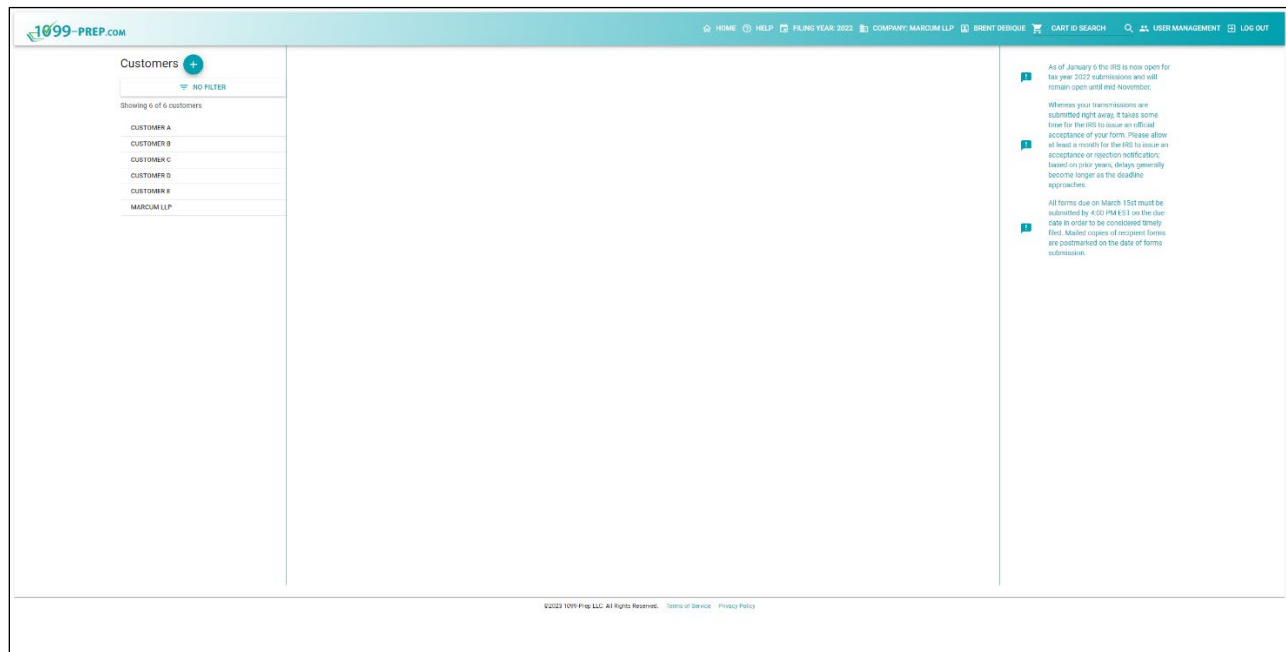 1099-PREP.COM
HOME HELP FILING YEAR: 2022 COMPANY: MARCUM LLP BRENT DEBIQUE CART ID SEARCH USER MANAGEMENT LOG OUT
Customers +
NO FILTER
Showing 6 of 6 customers
CUSTOMER A
CUSTOMER B
CUSTOMER C
CUSTOMER D
CUSTOMER E
MARCUM LLP
As of January 6 the IRS is now open for
tax year 2022 submissions and will
remain open until mid-November.
Whereas your transmissions are
submitted right away, it takes some
time for the IRS to issue an official
acceptance of your form. Please allow
at least a month for the IRS to issue an
acceptance or rejection notification;
based on prior years, delays generally
become longer as the deadline
approaches.
All forms due on March 15st must be
submitted by 4:00 PM EST on the due
date in order to be considered timely
filed. Mailed copies of recipient forms
are postmarked on the date of forms
submission.
©2023 1099-Prep LLC. All Rights Reserved. Terms of Service Privacy Policy